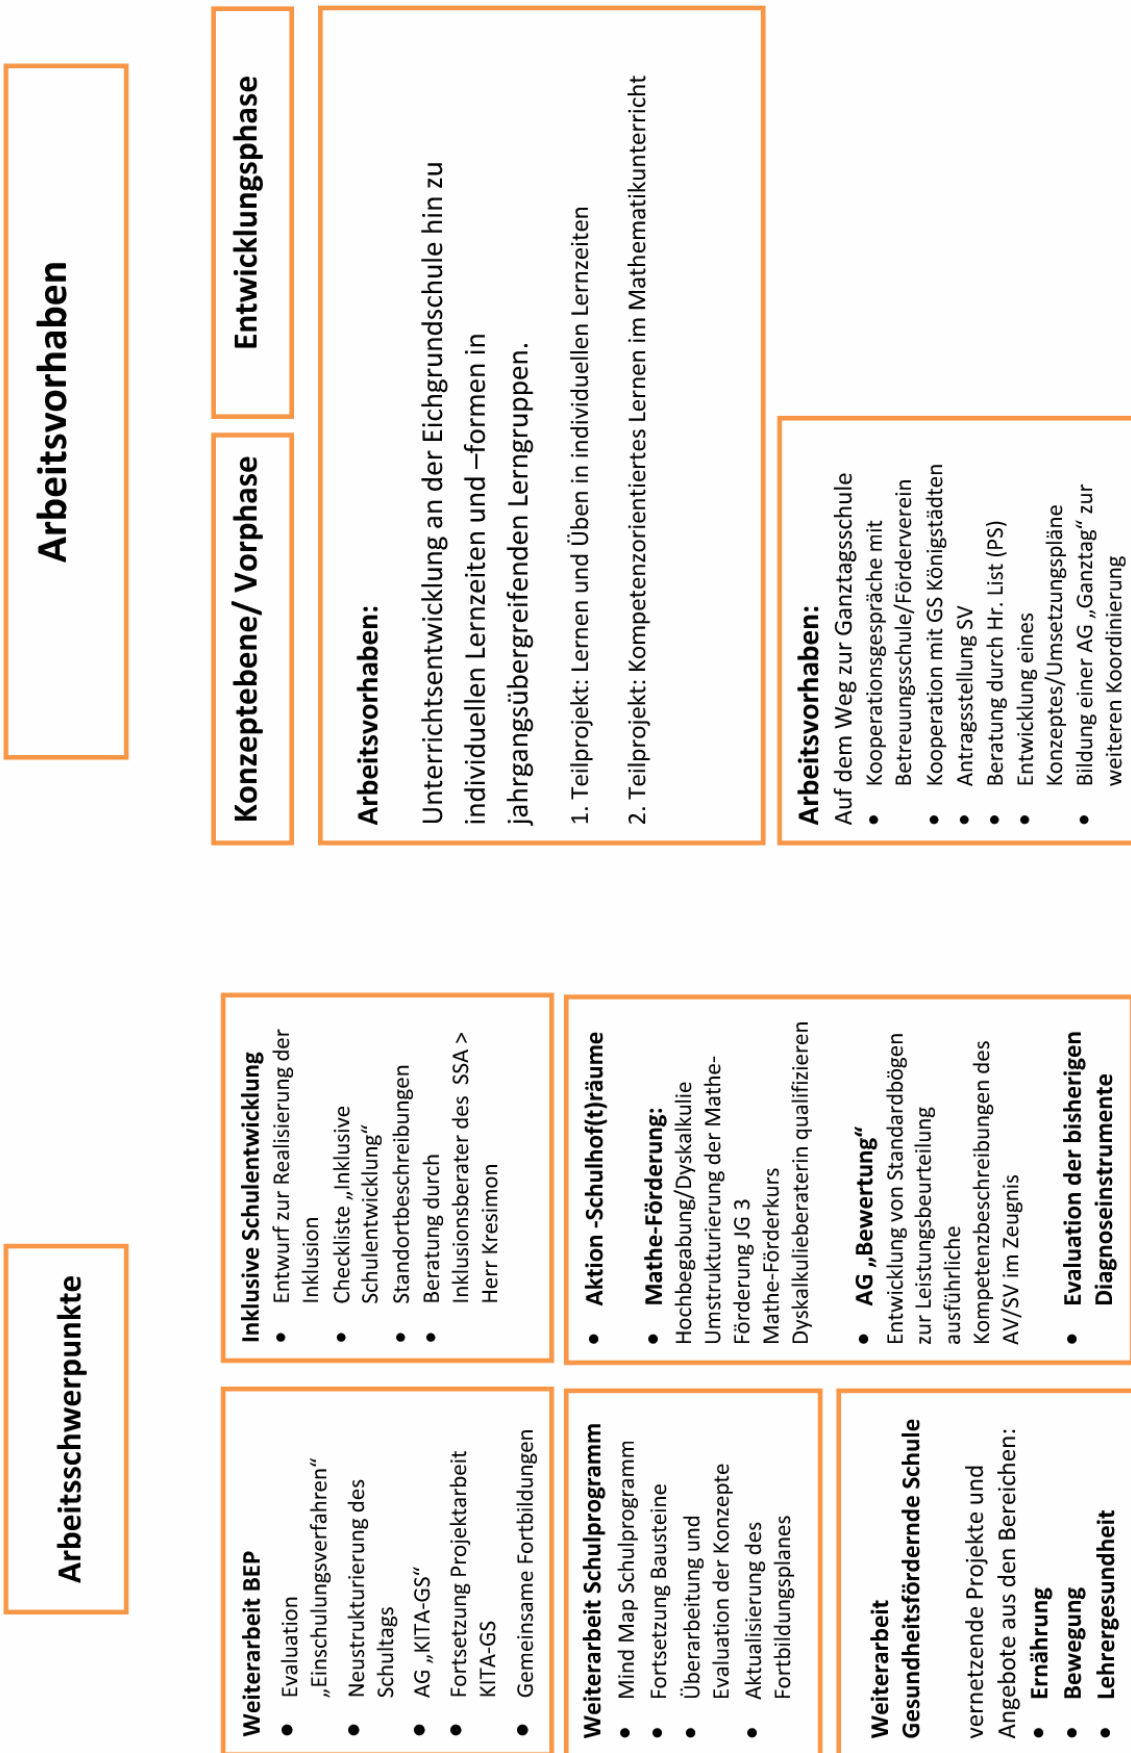 Arbeitsschwerpunkte
Weiterarbeit BEP
• Evaluation
„Einschulungsverfahren“
• Neustrukturierung des
Schultags
• AG „KITA-GS“
• Fortsetzung Projektarbeit
KITA-GS
• Gemeinsame Fortbildungen
Inklusive Schulentwicklung
• Entwurf zur Realisierung der
Inklusion
• Checkliste „Inklusive
Schulentwicklung“
• Standortbeschreibungen
• Beratung durch
Inklusionsberater des SSA >
Herr Kresimon
Weiterarbeit Schulprogramm
• Mind Map Schulprogramm
• Fortsetzung Bausteine
• Überarbeitung und
Evaluation der Konzepte
• Aktualisierung des
Fortbildungsplanes
• Aktion -Schulhof(t)räume
• Mathe-Förderung:
Hochbegabung/Dyskalkulie
Umstrukturierung der Mathe-
Förderung JG 3
Mathe-Förderkurs
Dyskalkulieberaterin qualifizieren
• AG „Bewertung“
Entwicklung von Standardbögen
zur Leistungsbeurteilung
ausführliche
Kompetenzbeschreibungen des
AV/SV im Zeugnis
• Evaluation der bisherigen
Diagnoseinstrumente
Weiterarbeit
Gesundheitsfördernde Schule
vernetzende Projekte und
Angebote aus den Bereichen:
• Ernährung
• Bewegung
• Lehrergesundheit
Arbeitsvorhaben
Konzeptebene/ Vorphase
Entwicklungsphase
Arbeitsvorhaben:
Unterrichtsentwicklung an der Eichgrundschule hin zu
individuellen Lernzeiten und –formen in
jahrgangsübergreifenden Lerngruppen.
1. Teilprojekt: Lernen und Üben in individuellen Lernzeiten
2. Teilprojekt: Kompetenzorientiertes Lernen im Mathematikunterricht
Arbeitsvorhaben:
Auf dem Weg zur Ganztagsschule
• Kooperationsgespräche mit
Betreuungsschule/Förderverein
• Kooperation mit GS Königstädten
• Antragsstellung SV
• Beratung durch Hr. List (PS)
• Entwicklung eines
Konzeptes/Umsetzungspläne
• Bildung einer AG „Ganztag“ zur
weiteren Koordinierung